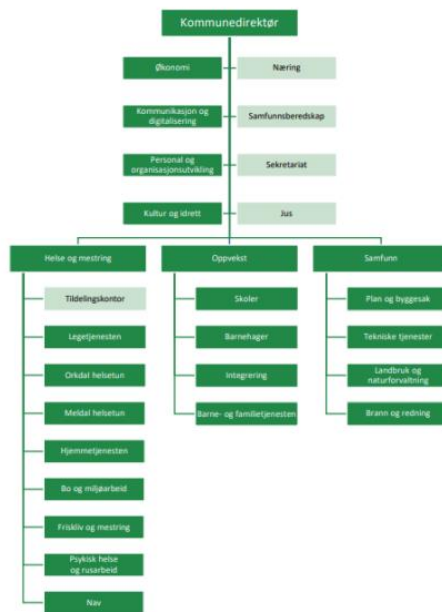 Kommunedirektør
Økonomi
Næring
Kommunikasjon og
digitalisering
Samfunnsberedskap
Personal og
organisasjonsutvikling
Sekretariat
Kultur og idrett
Jus
Helse og mestring
Oppvekst
Samfunn
Tildelingskontor
Skoler
Plan og byggesak
Legetjenesten
Barnehager
Tekniske tjenester
Orkdal helsetun
Integrering
Landbruk og
naturforvaltning
Meldal helsetun
Barne- og familietjenesten
Brann og redning
Hjemmetjenesten
Bo og miljøarbeid
Friskliv og mestring
Psykisk helse
og rusarbeid
Nav